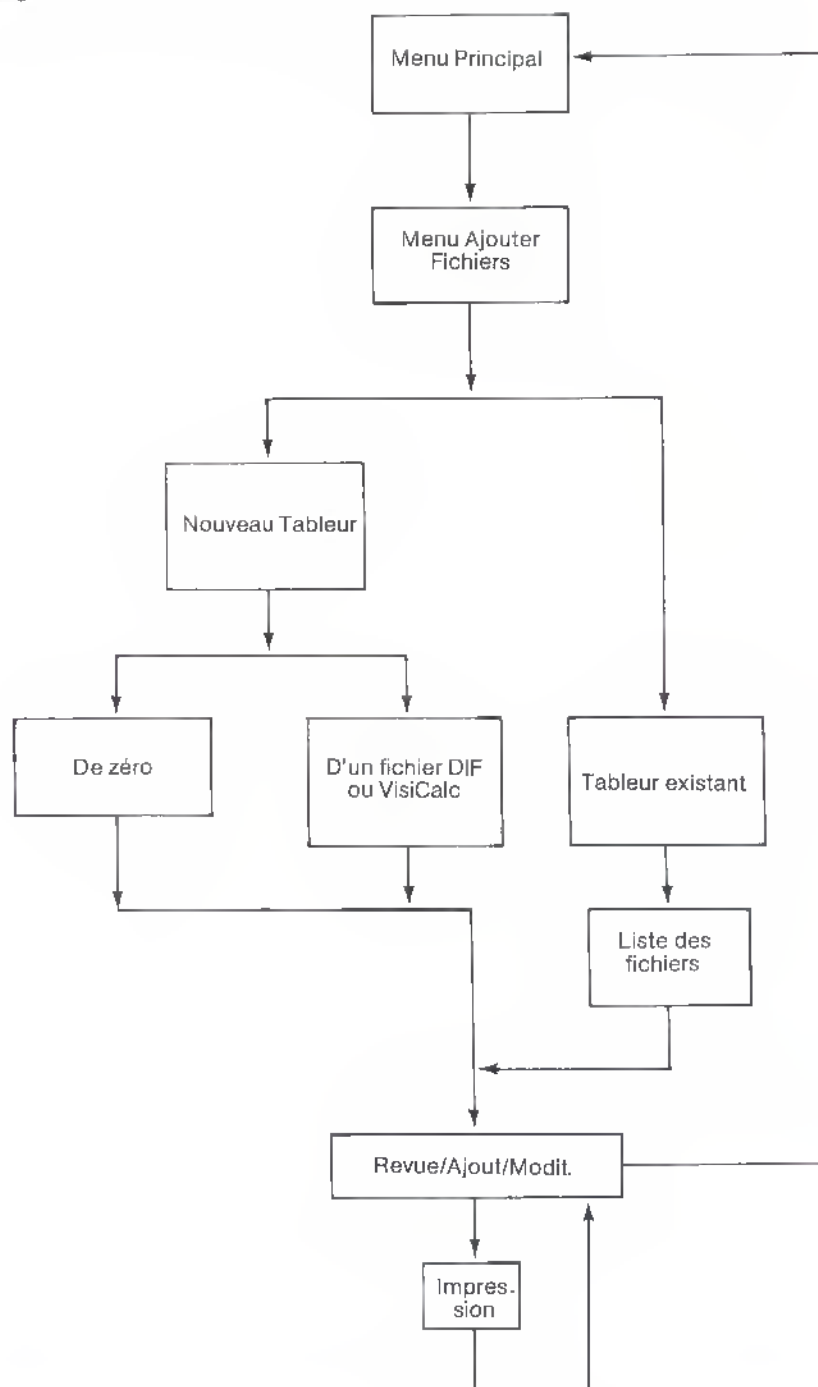 Menu Principal
Menu Ajouter
Fichiers
Nouveau Tableur
De zéro
D'un fichier DIF
ou VisiCalc
Tableur existant
Liste des
fichiers
Revue/Ajout/Modit.
Impres-
sion